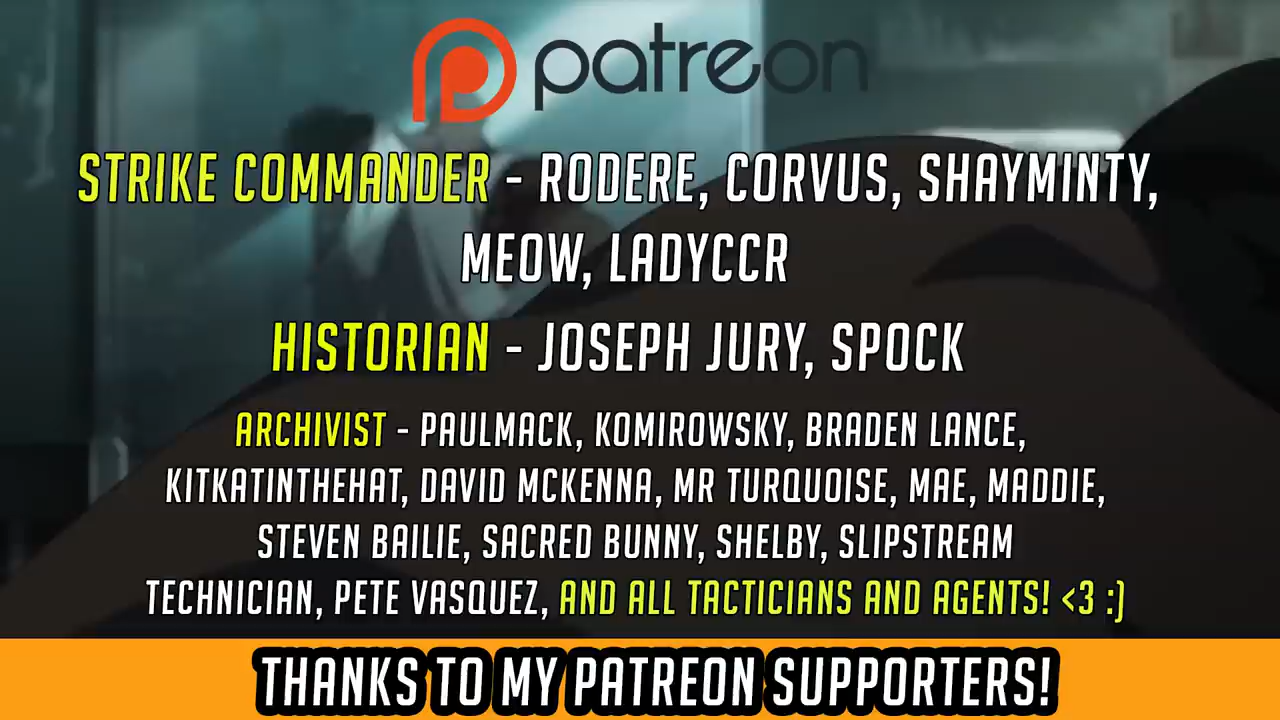 patreon
STRIKE COMMANDER - RODERE, CORVUS, SHAYMINTY,
MEOW, LADYCCR
HISTORIAN - JOSEPH JURY, SPOCK
ARCHIVIST - PAULMACK, KOMIROWSKY, BRADEN LANCE,
KITKATINTHEHAT, DAVID MCKENNA, MR TURQUOISE, MAE, MADDIE,
STEVEN BAILIE, SACRED BUNNY, SHELBY, SLIPSTREAM
TECHNICIAN, PETE VASQUEZ, AND ALL TACTICIANS AND AGENTS! <3 :)
THANKS TO MY PATREON SUPPORTERS!